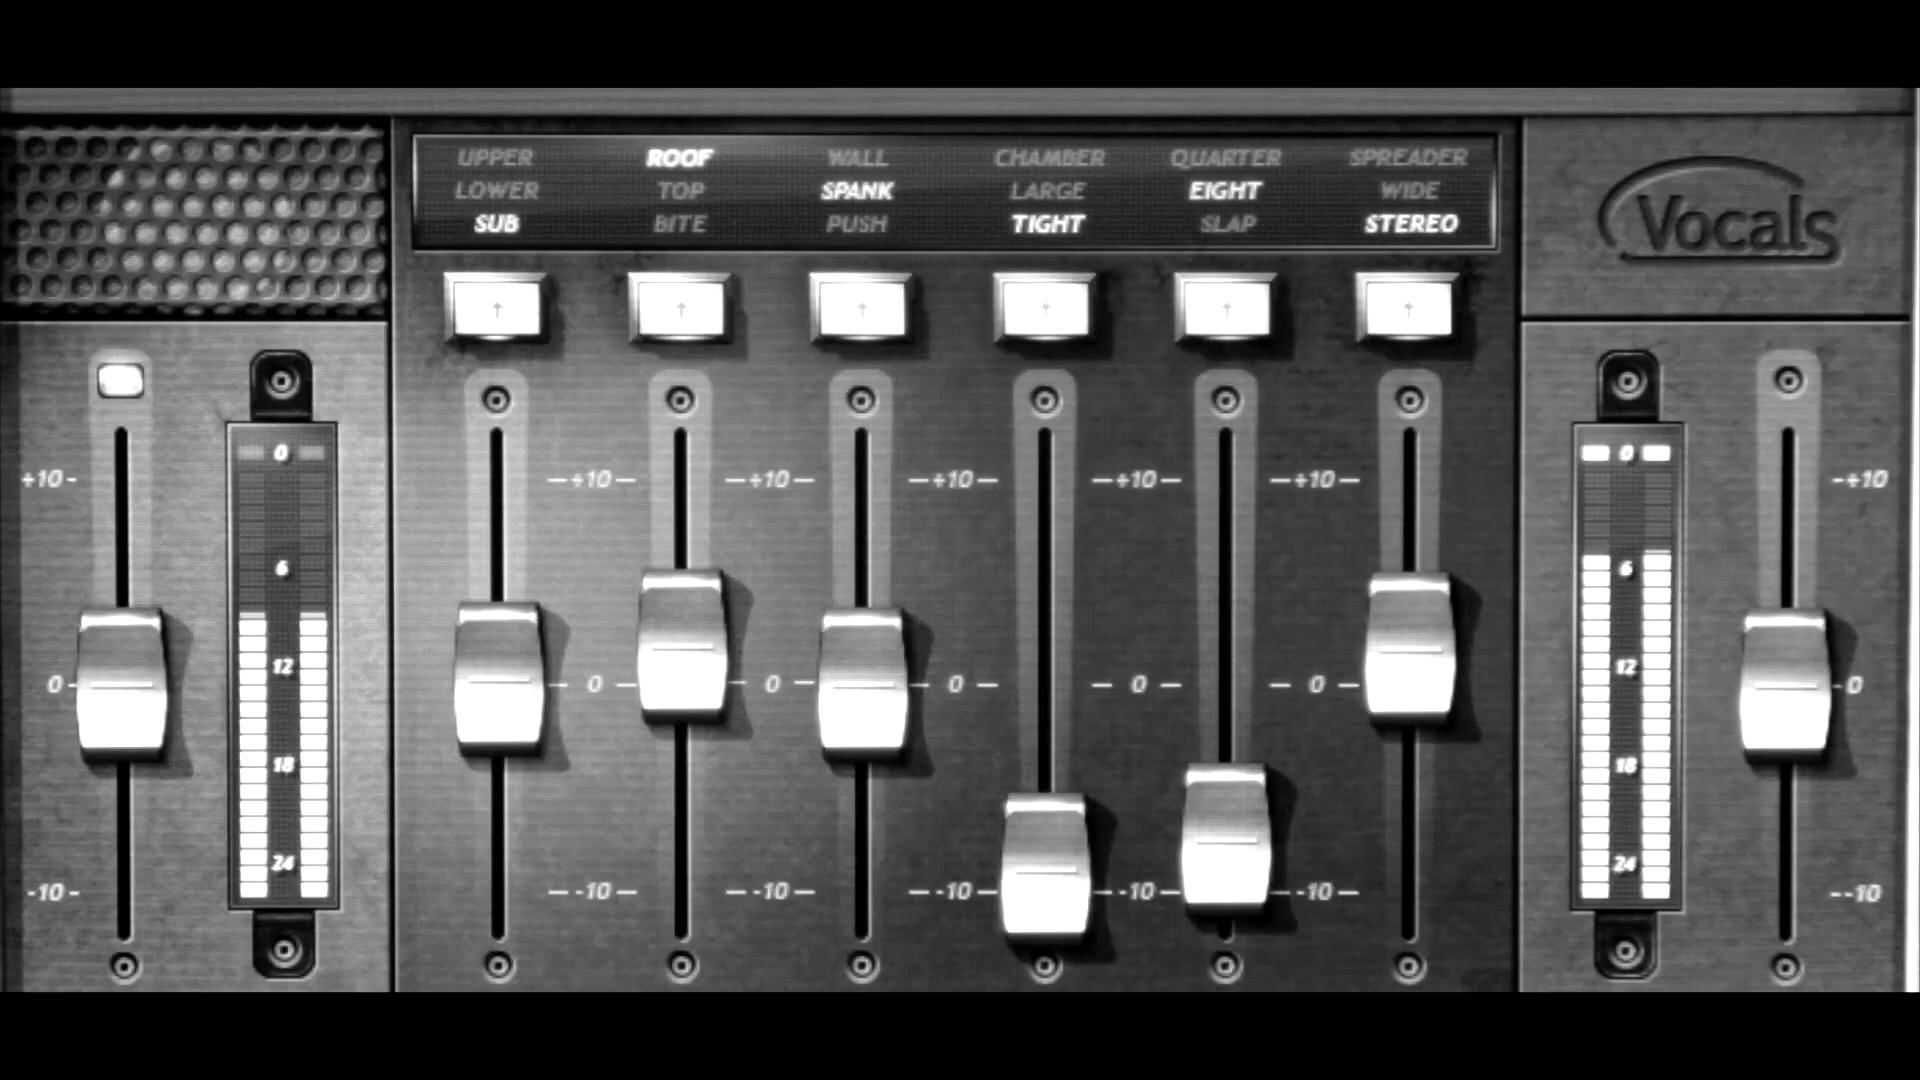 UPPER ROOF WALL CHAMBER QUARTER SPREADER
LOWER TOP SPANK LARGE EIGHT WIDE
SUB BITE PUSH TIGHT SLAP STEREO
Vocals
0 0
+10- -+10- -+10- -+10- -+10- -+10- -+10
6 6
12 12
0- - 0 - - 0 - - 0 - - 0 - - 0 - -0
18 18
24 24
-10- --10- --10- --10- --10- --10- --10